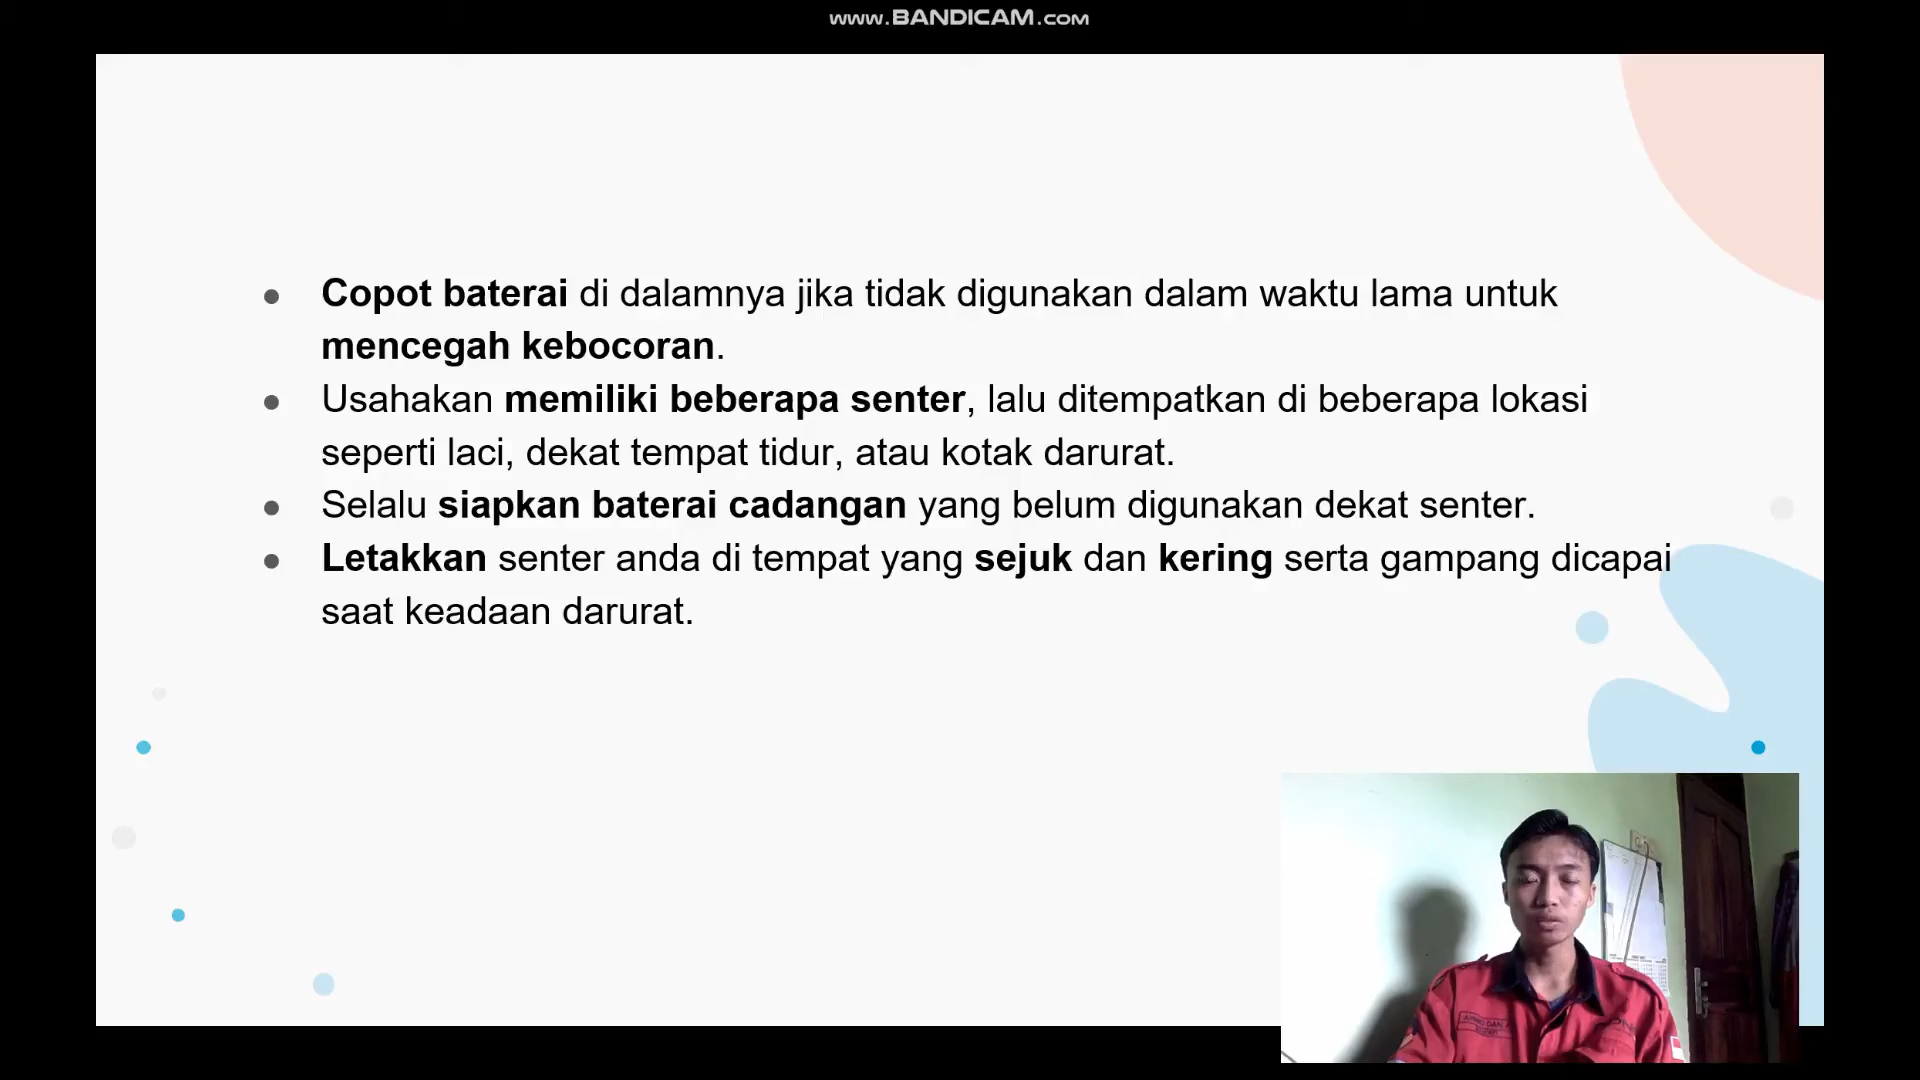 www.BANDICAM.com
● Copot baterai di dalamnya jika tidak digunakan dalam waktu lama untuk
mencegah kebocoran.
● Usahakan memiliki beberapa senter, lalu ditempatkan di beberapa lokasi
seperti laci, dekat tempat tidur, atau kotak darurat.
● Selalu siapkan baterai cadangan yang belum digunakan dekat senter.
● Letakkan senter anda di tempat yang sejuk dan kering serta gampang dicapai
saat keadaan darurat.